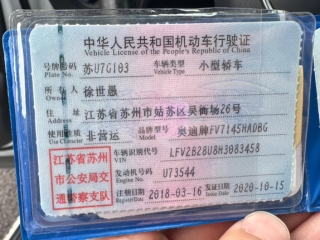 中华人民共和国机动车行驶证
Vehicle License of the People's Republic of China
号牌号码 苏U7G103 车辆类型 小型轿车
Plate No. Vehicle Type
所有人 徐世愚
Owner
住址 江苏省苏州市姑苏区吴衙场26号
Address
使用性质 非营运 品牌型号 奥迪牌FV7145HADBG
Use Character Model
江苏省苏州市公安局交通警察支队
车辆识别代号 LFV2B28U8H3083458
VIN
发动机号码 U73544
Engine No.
注册日期 2018-03-16 发证日期 2020-10-15
Register Date Issue Date